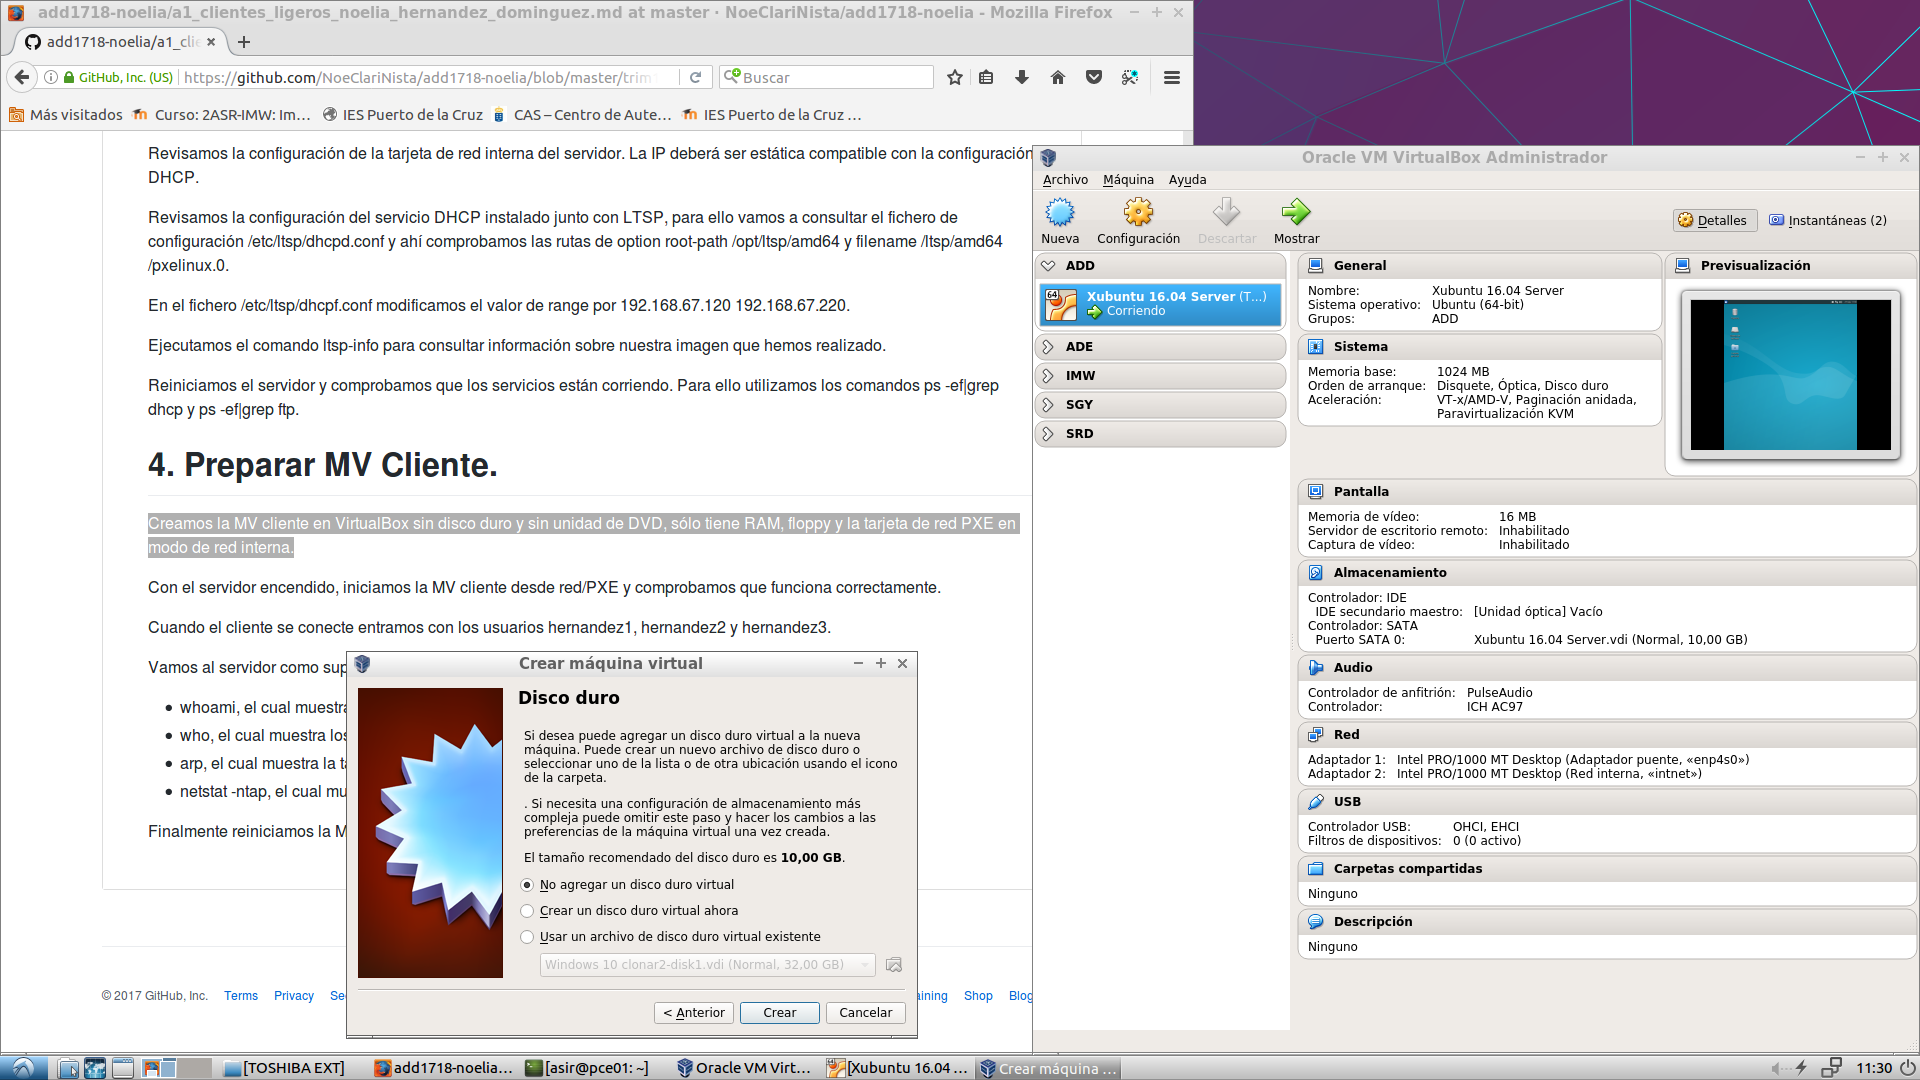 add1718-noelia/a1_clientes_ligeros_noelia_hernandez_dominguez.md at master · NoeClariNista/add1718-noelia - Mozilla Firefox
add1718-noelia/a1_clie
GitHub, Inc. (US)
https://github.com/NoeClariNista/add1718-noelia/blob/master/trim
Buscar
Más visitados
Curso: 2ASR-IMW: Im...
IES Puerto de la Cruz
CAS – Centro de Aute...
IES Puerto de la Cruz ...
Revisamos la configuración de la tarjeta de red interna del servidor. La IP deberá ser estática compatible con la configuración
DHCP.
Revisamos la configuración del servicio DHCP instalado junto con LTSP, para ello vamos a consultar el fichero de
configuración /etc/ltsp/dhcpd.conf y ahí comprobamos las rutas de option root-path /opt/ltsp/amd64 y filename /ltsp/amd64
/pxelinux.0.
En el fichero /etc/ltsp/dhcpf.conf modificamos el valor de range por 192.168.67.120 192.168.67.220.
Ejecutamos el comando ltsp-info para consultar información sobre nuestra imagen que hemos realizado.
Reiniciamos el servidor y comprobamos que los servicios están corriendo. Para ello utilizamos los comandos ps -ef|grep
dhcp y ps -ef|grep ftp.
4. Preparar MV Cliente.
Creamos la MV cliente en VirtualBox sin disco duro y sin unidad de DVD, sólo tiene RAM, floppy y la tarjeta de red PXE en
modo de red interna.
Con el servidor encendido, iniciamos la MV cliente desde red/PXE y comprobamos que funciona correctamente.
Cuando el cliente se conecte entramos con los usuarios hernandez1, hernandez2 y hernandez3.
Vamos al servidor como sup
whoami, el cual muestra
who, el cual muestra los
arp, el cual muestra la ta
netstat -ntap, el cual mu
Finalmente reiniciamos la M
© 2017 GitHub, Inc.
Terms
Privacy
Se
aining
Shop
Blog
Crear máquina virtual
Disco duro
Si desea puede agregar un disco duro virtual a la nueva
máquina. Puede crear un nuevo archivo de disco duro o
seleccionar uno de la lista o de otra ubicación usando el icono
de la carpeta.
. Si necesita una configuración de almacenamiento más
compleja puede omitir este paso y hacer los cambios a las
preferencias de la máquina virtual una vez creada.
El tamaño recomendado del disco duro es 10,00 GB.
No agregar un disco duro virtual
Crear un disco duro virtual ahora
Usar un archivo de disco duro virtual existente
Windows 10 clonar2-disk1.vdi (Normal, 32,00 GB)
< Anterior
Crear
Cancelar
Oracle VM VirtualBox Administrador
Archivo
Máquina
Ayuda
Nueva
Configuración
Descartar
Mostrar
Detalles
Instantáneas (2)
ADD
64
Xubuntu 16.04 Server (T...)
Corriendo
ADE
IMW
SGY
SRD
General
Nombre: Xubuntu 16.04 Server
Sistema operativo: Ubuntu (64-bit)
Grupos: ADD
Sistema
Memoria base: 1024 MB
Orden de arranque: Disquete, Óptica, Disco duro
Aceleración: VT-x/AMD-V, Paginación anidada,
Paravirtualización KVM
Previsualización
Pantalla
Memoria de vídeo: 16 MB
Servidor de escritorio remoto: Inhabilitado
Captura de vídeo: Inhabilitado
Almacenamiento
Controlador: IDE
IDE secundario maestro: [Unidad óptica] Vacío
Controlador: SATA
Puerto SATA 0: Xubuntu 16.04 Server.vdi (Normal, 10,00 GB)
Audio
Controlador de anfitrión: PulseAudio
Controlador: ICH AC97
Red
Adaptador 1: Intel PRO/1000 MT Desktop (Adaptador puente, «enp4s0»)
Adaptador 2: Intel PRO/1000 MT Desktop (Red interna, «intnet»)
USB
Controlador USB: OHCI, EHCI
Filtros de dispositivos: 0 (0 activo)
Carpetas compartidas
Ninguno
Descripción
Ninguno
[TOSHIBA EXT]
add1718-noelia...
[asir@pce01: ~]
Oracle VM Virt...
[Xubuntu 16.04 ...
Crear máquina ...
11:30